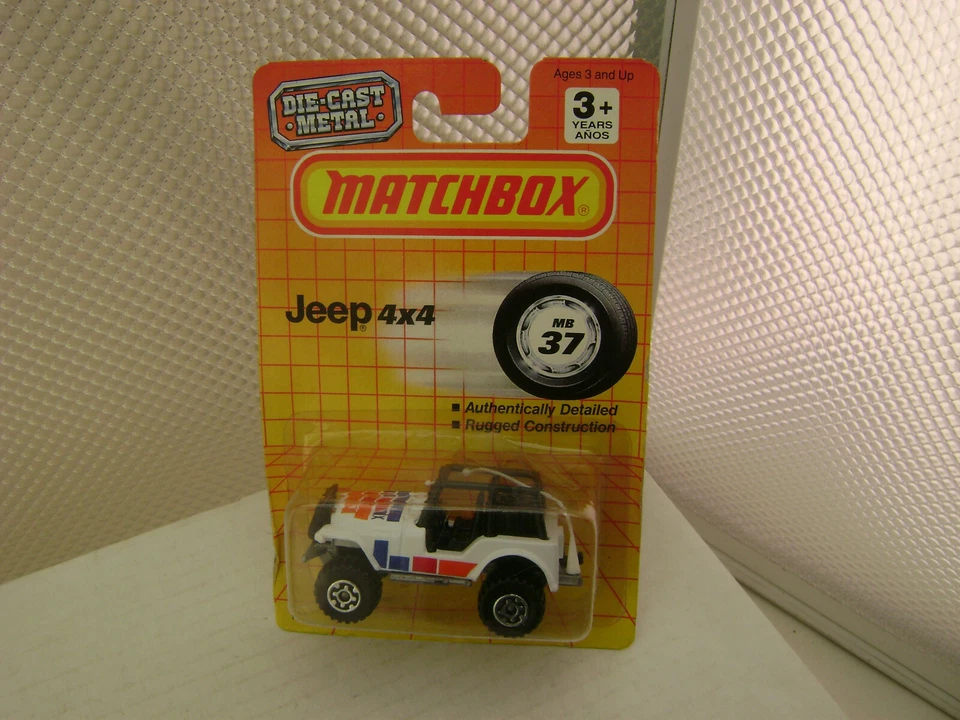 Ages 3 and Up
DIE-CAST
METAL
3+
YEARS
AÑOS
MATCHBOX®
Jeep® 4x4
MB
37
■ Authentically Detailed
■ Rugged Construction